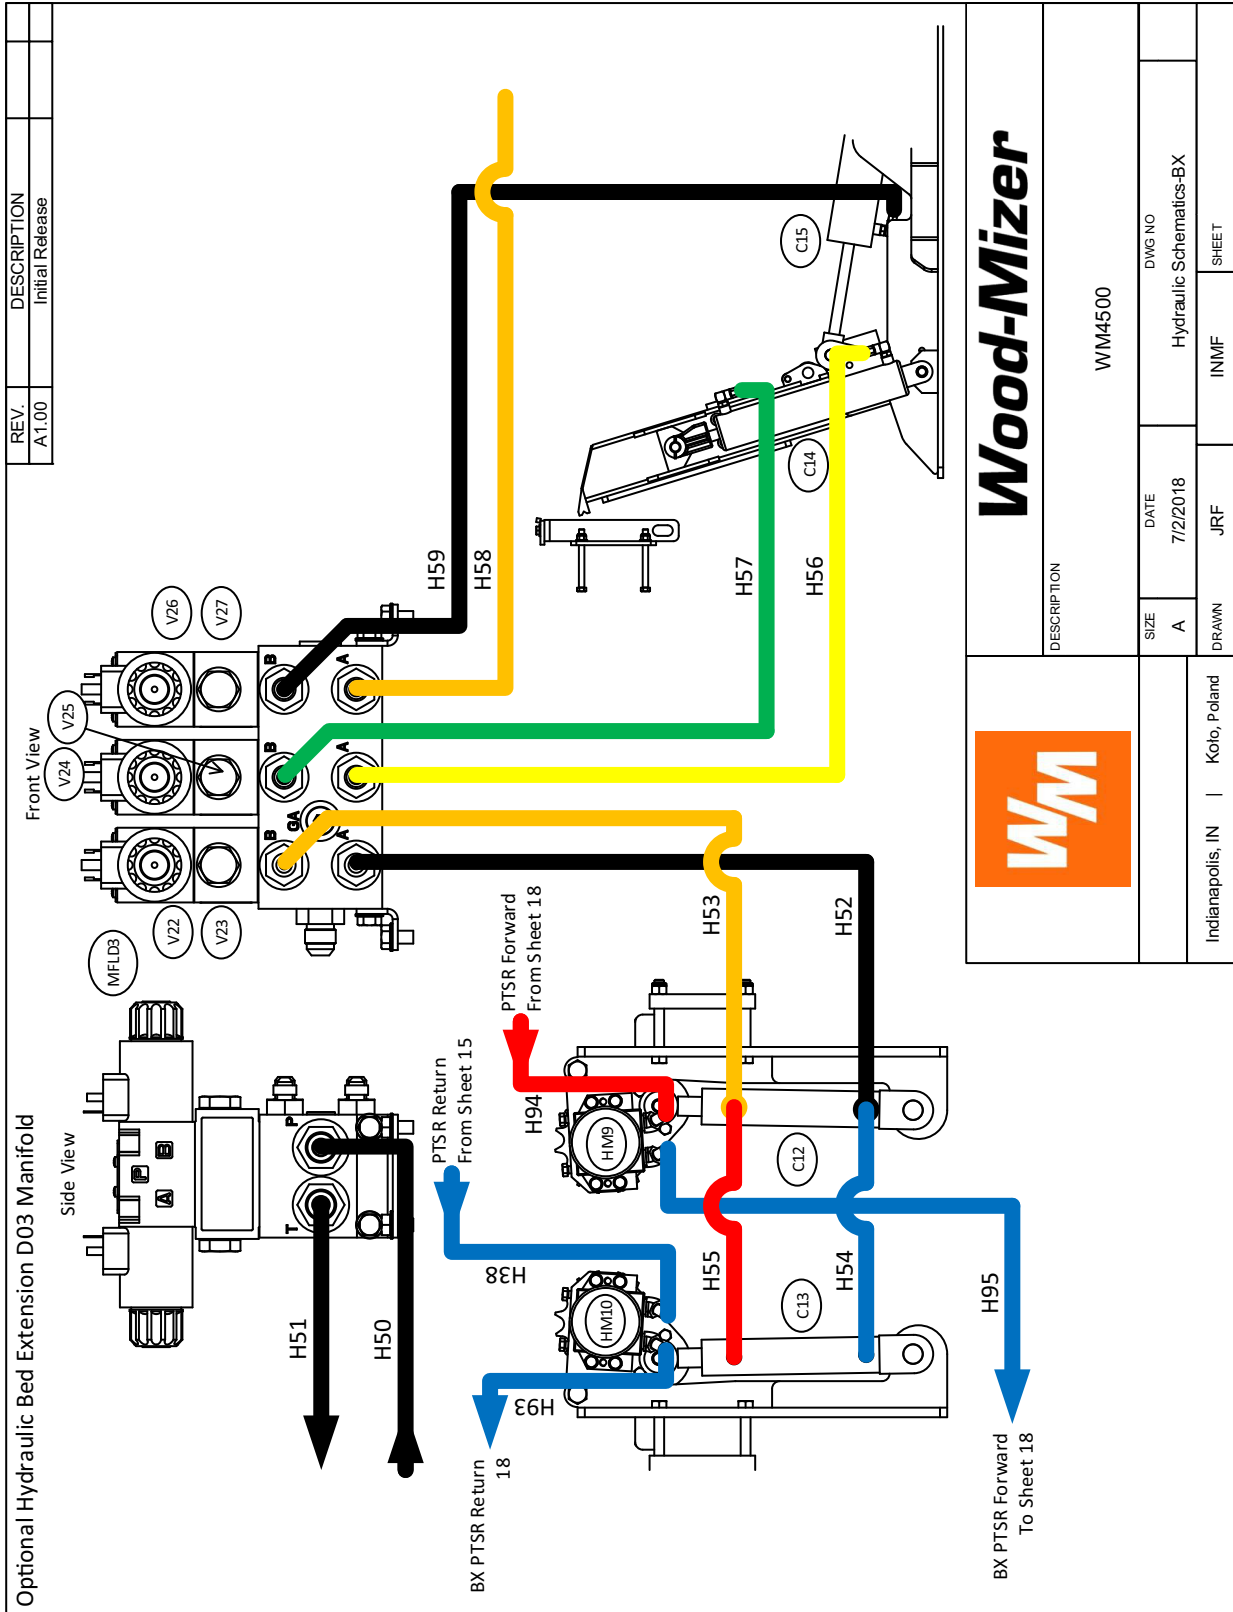 Optional Hydraulic Bed Extension D03 Manifold
REV.
DESCRIPTION
A1.00
Initial Release
Side View
Front View
MFLD3
V22
V23
V24
V25
V26
V27
A
P
B
T
P
B
GA
A
B
A
B
A
H51
H50
H59
H58
H57
H56
H53
H52
C15
C14
PTSR Return
From Sheet 15
PTSR Forward
From Sheet 18
H94
H38
H93
HM10
HM9
BX PTSR Return
18
H55
H54
C12
C13
H95
BX PTSR Forward
To Sheet 18
WM
Wood-Mizer
DESCRIPTION
WM4500
SIZE
A
DATE
7/2/2018
DWG NO
Hydraulic Schematics-BX
Indianapolis, IN | Koło, Poland
DRAWN
JRF
INMF
SHEET